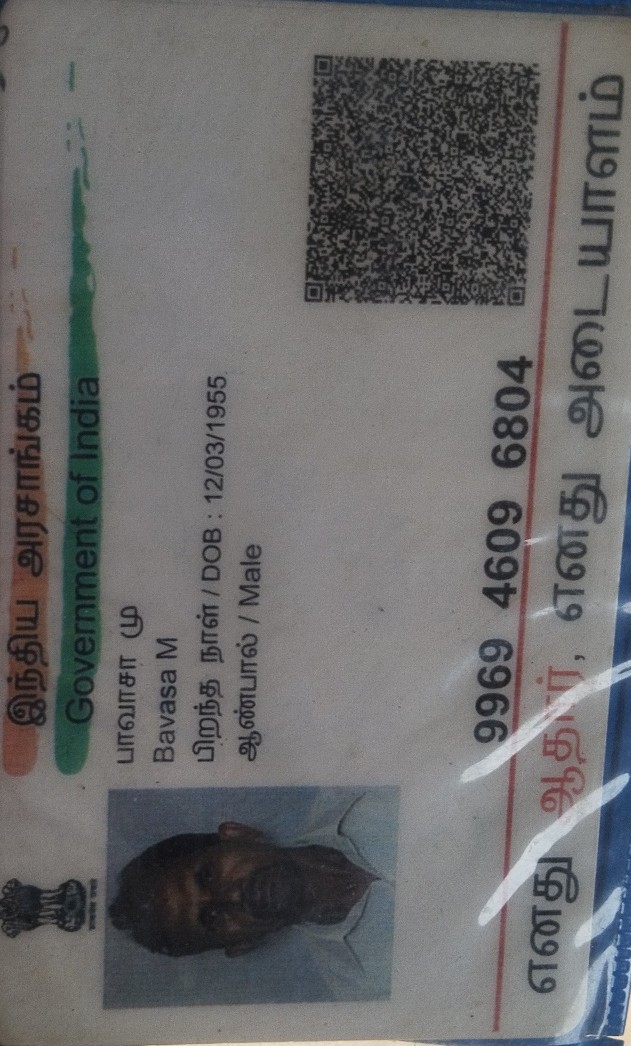 இந்திய அரசாங்கம்
Government of India
பாவாசா மு
Bavasa M
பிறந்த நாள் / DOB : 12/03/1955
ஆண்பால் / Male
9969 4609 6804
எனது ஆதார், எனது அடையாளம்